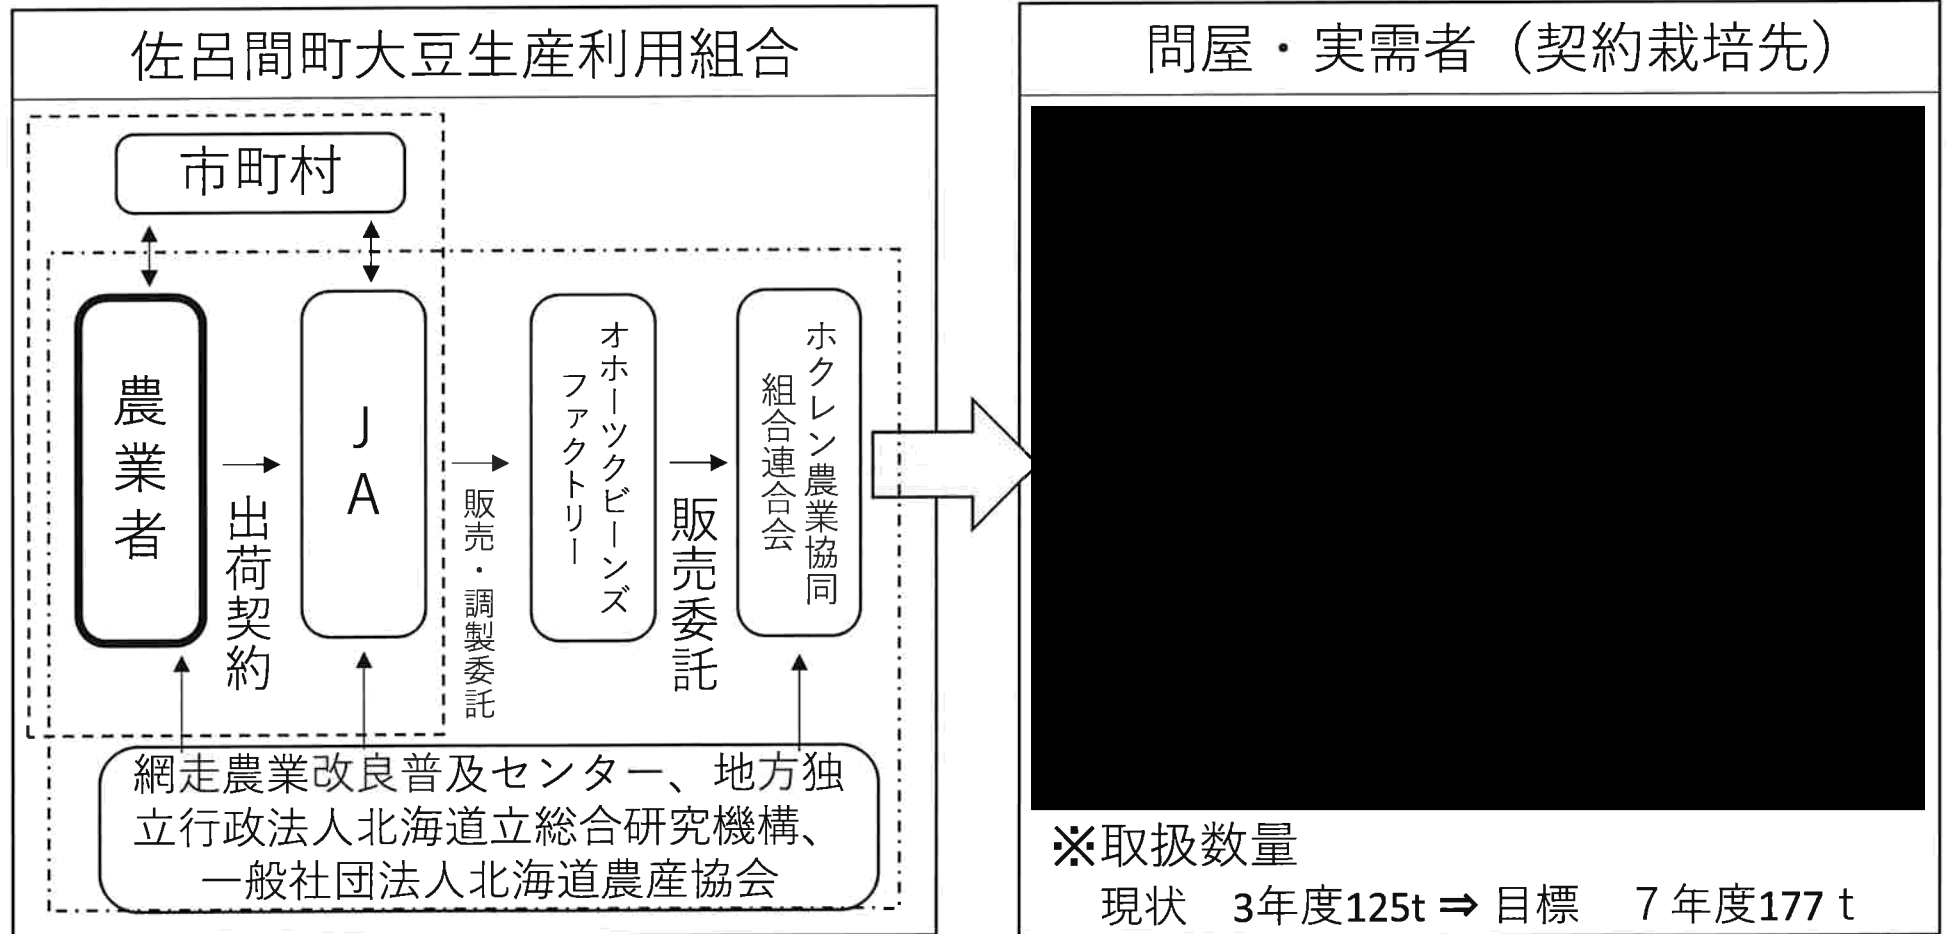 佐呂間町大豆生産利用組合
市町村
農業者
出荷契約
JA
販売・調製委託
オホーツクビーンズ
ファクトリー
販売委託
ホクレン農業協同
組合連合会
網走農業改良普及センター、地方独
立行政法人北海道立総合研究機構、
一般社団法人北海道農産協会
問屋・実需者（契約栽培先）
※取扱数量
現状　3年度125t ⇒ 目標　７年度177ｔ